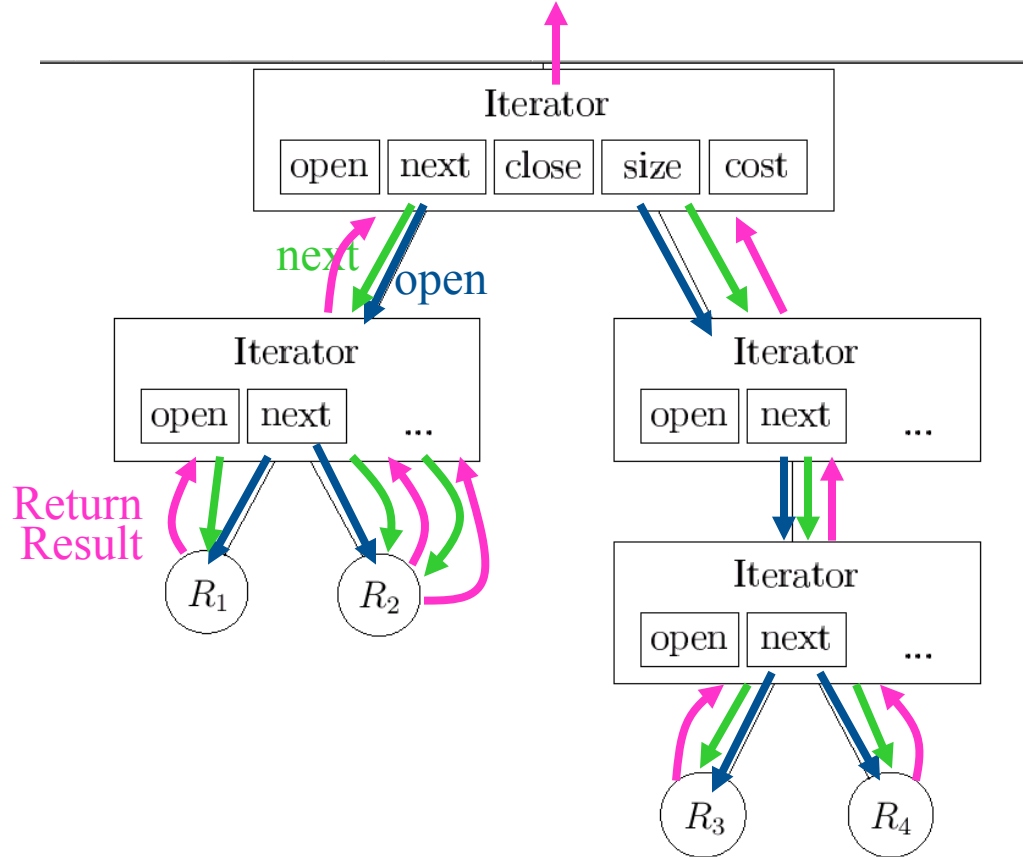 Iterator
open next close size cost
next
open
Iterator
open next ...
Iterator
open next ...
Return
Result
R1
R2
Iterator
open next ...
R3
R4